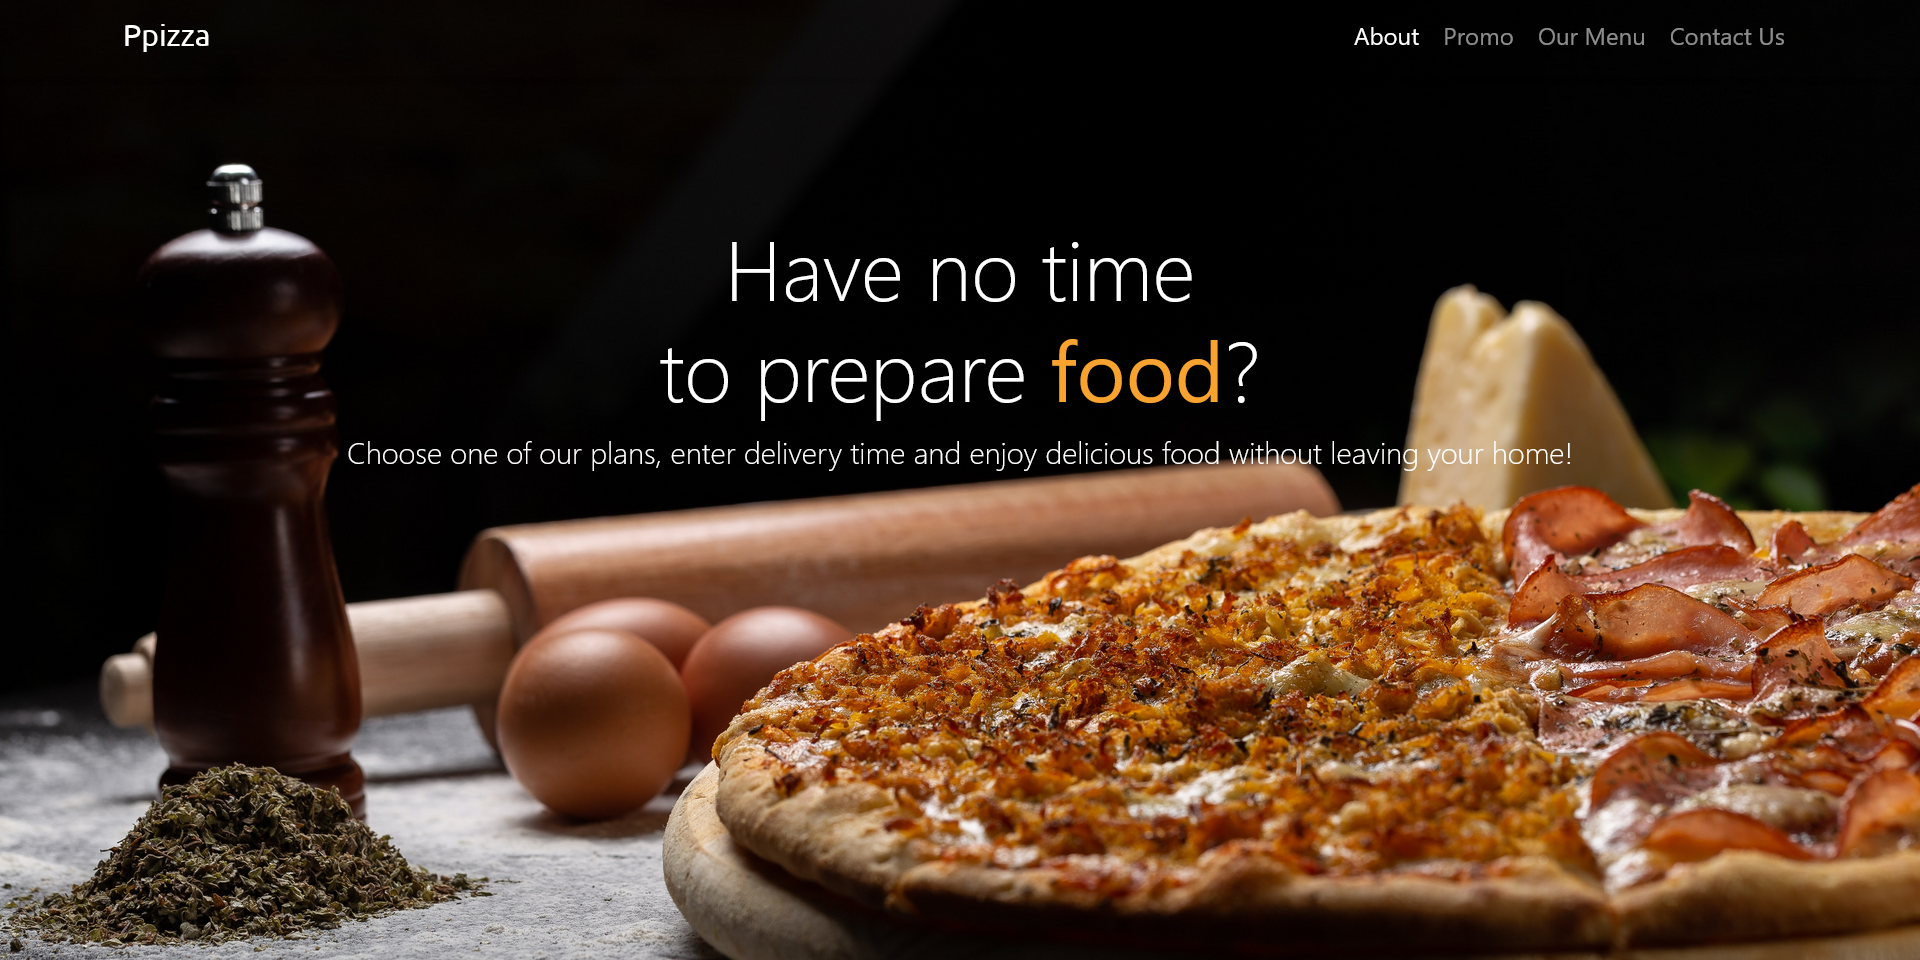 Ppizza
About
Promo
Our Menu
Contact Us
Have no time
to prepare food?
Choose one of our plans, enter delivery time and enjoy delicious food without leaving your home!